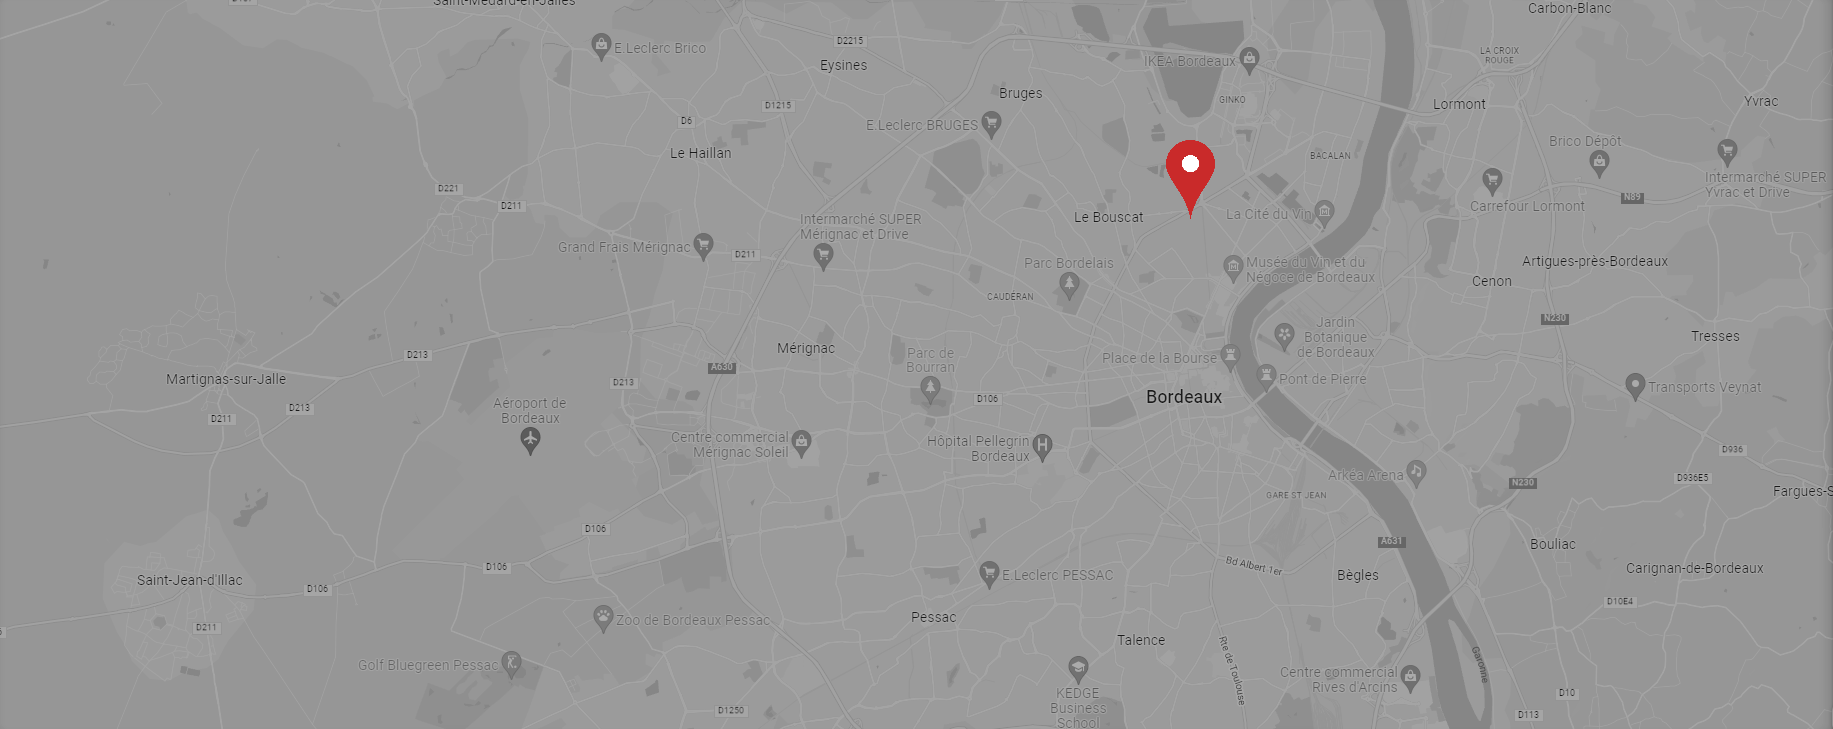 Saint-Médard-en-Jalles
Carbon-Blanc
D2215
E.Leclerc Brico
Eysines
IKEA Bordeaux
LA CROIX
ROUGE
Bruges
GINKO
Lormont
Yvrac
D1215
D6
E.Leclerc BRUGES
Brico Dépôt
Le Haillan
BACALAN
Intermarché SUPER
Yvrac et Drive
D221
D211
N89
Carrefour Lormont
Intermarché SUPER
Mérignac et Drive
Le Bouscat
La Cité du Vin
Grand Frais Mérignac
D211
Parc Bordelais
Musée du Vin et du
Négoce de Bordeaux
Artigues-près-Bordeaux
Cenon
CAUDÉRAN
N230
Jardin
Botanique
de Bordeaux
Tresses
Mérignac
D213
Parc de
Bourran
Place de la Bourse
A630
Martignas-sur-Jalle
D213
Pont de Pierre
Transports Veynat
Bordeaux
D106
D213
D211
Aéroport de
Bordeaux
Centre commercial
Mérignac Soleil
Hôpital Pellegrin
Bordeaux
D936
Arkéa Arena
D936E5
N230
GARE ST JEAN
Fargues-S
D106
A631
Bouliac
D106
Bd Albert 1er
Bègles
Carignan-de-Bordeaux
Saint-Jean-d'Illac
D106
E.Leclerc PESSAC
D10E4
Pessac
Zoo de Bordeaux Pessac
D211
Talence
Rte de Toulouse
Garonne
Golf Bluegreen Pessac
Centre commercial
Rives d'Arcins
KEDGE
Business
School
D10
D1250
D113